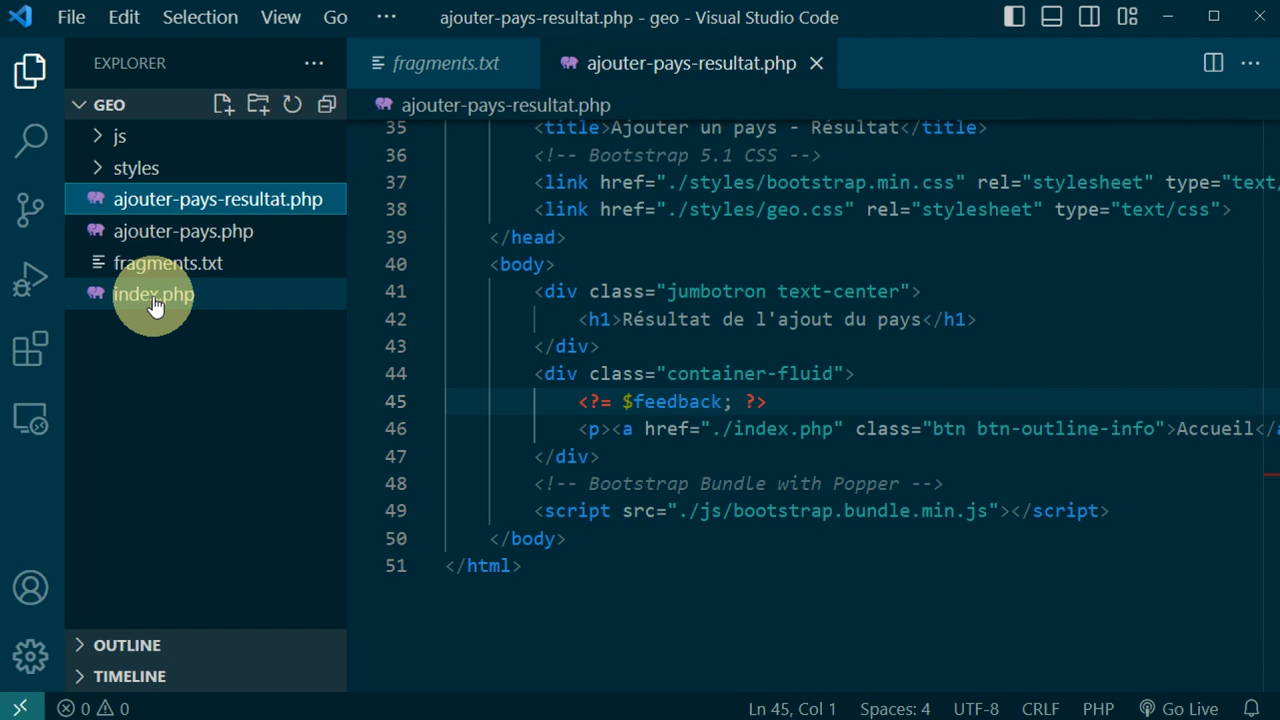 File Edit Selection View Go ··· ajouter-pays-resultat.php - geo - Visual Studio Code
EXPLORER ···
fragments.txt
ajouter-pays-resultat.php
GEO
ajouter-pays-resultat.php
js
styles
ajouter-pays-resultat.php
ajouter-pays.php
fragments.txt
index.php
OUTLINE
TIMELINE
35 <title>Ajouter un pays - Résultat</title>
36 <!-- Bootstrap 5.1 CSS -->
37 <link href="./styles/bootstrap.min.css" rel="stylesheet" type="text/
38 <link href="./styles/geo.css" rel="stylesheet" type="text/css">
39 </head>
40 <body>
41 <div class="jumbotron text-center">
42 <h1>Résultat de l'ajout du pays</h1>
43 </div>
44 <div class="container-fluid">
45 <?= $feedback; ?>
46 <p><a href="./index.php" class="btn btn-outline-info">Accueil</a
47 </div>
48 <!-- Bootstrap Bundle with Popper -->
49 <script src="./js/bootstrap.bundle.min.js"></script>
50 </body>
51 </html>
0 0 Ln 45, Col 1 Spaces: 4 UTF-8 CRLF PHP Go Live